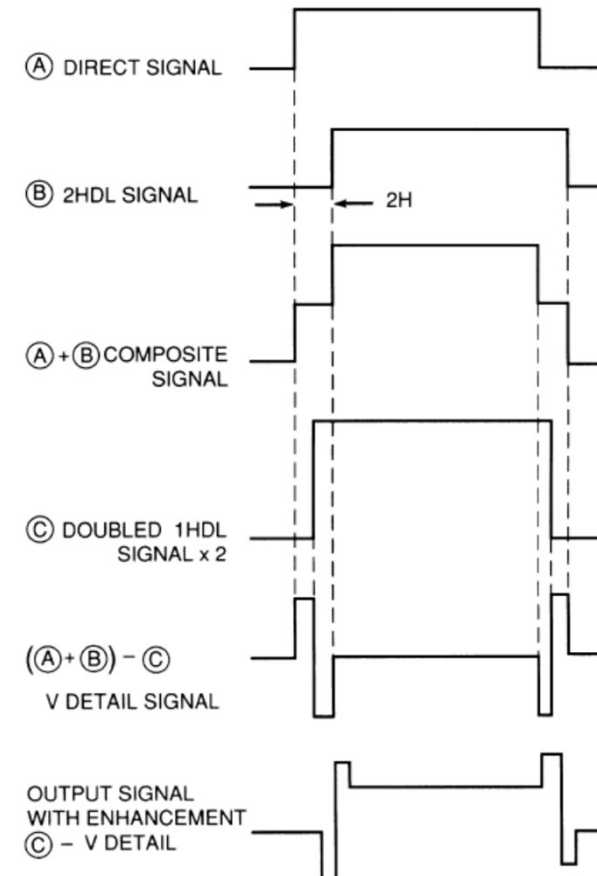 Ⓐ DIRECT SIGNAL
Ⓑ 2HDL SIGNAL
2H
Ⓐ + Ⓑ COMPOSITE
SIGNAL
Ⓒ DOUBLED 1HDL
SIGNAL x 2
(Ⓐ + Ⓑ) – Ⓒ
V DETAIL SIGNAL
OUTPUT SIGNAL
WITH ENHANCEMENT
Ⓒ – V DETAIL